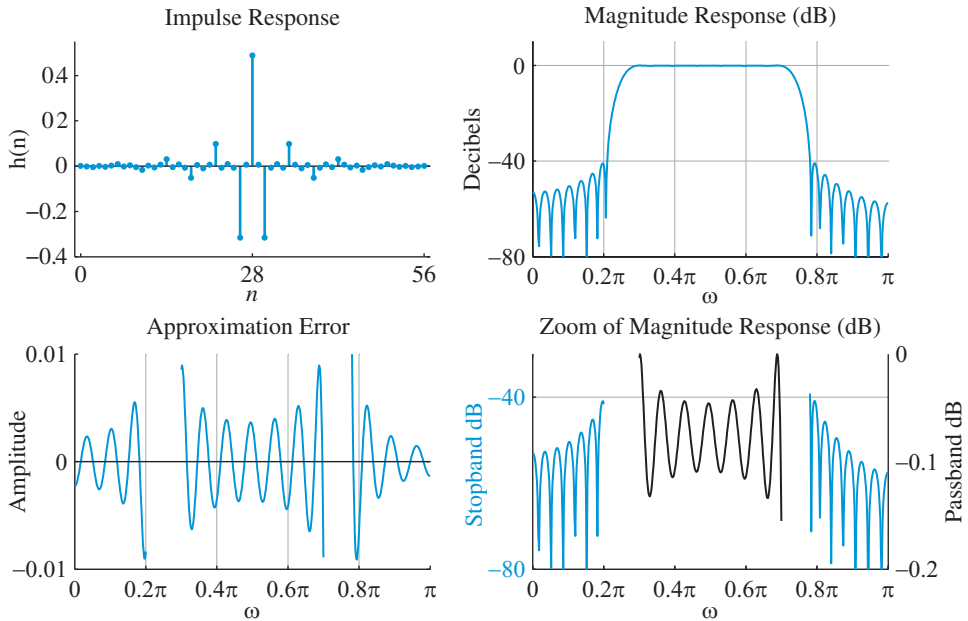 Impulse Response
h(n)
0.4
0.2
0
−0.2
−0.4
0
28
56
n
Magnitude Response (dB)
Decibels
0
−40
−80
0
0.2π
0.4π
0.6π
0.8π
π
ω
Approximation Error
Amplitude
0.01
0
−0.01
0
0.2π
0.4π
0.6π
0.8π
π
ω
Zoom of Magnitude Response (dB)
Stopband dB
−40
−80
0
−0.1
−0.2
Passband dB
0
0.2π
0.4π
0.6π
0.8π
π
ω